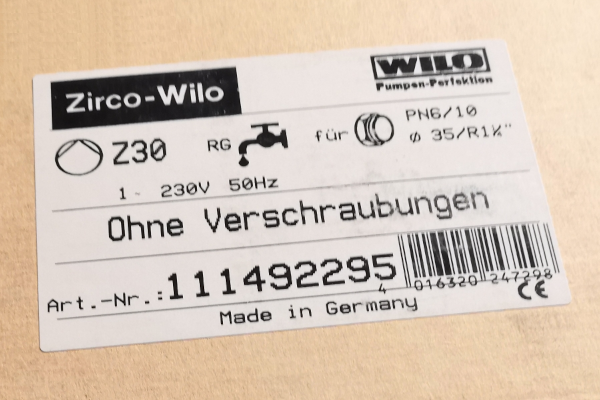 Zirco-Wilo
WILO
Pumpen-Perfektion
Z30
RG
für
PN6/10
ø 35/R1¼"
1~ 230V 50Hz
Ohne Verschraubungen
Art.-Nr.:111492295
4 016320 247298
Made in Germany
CE